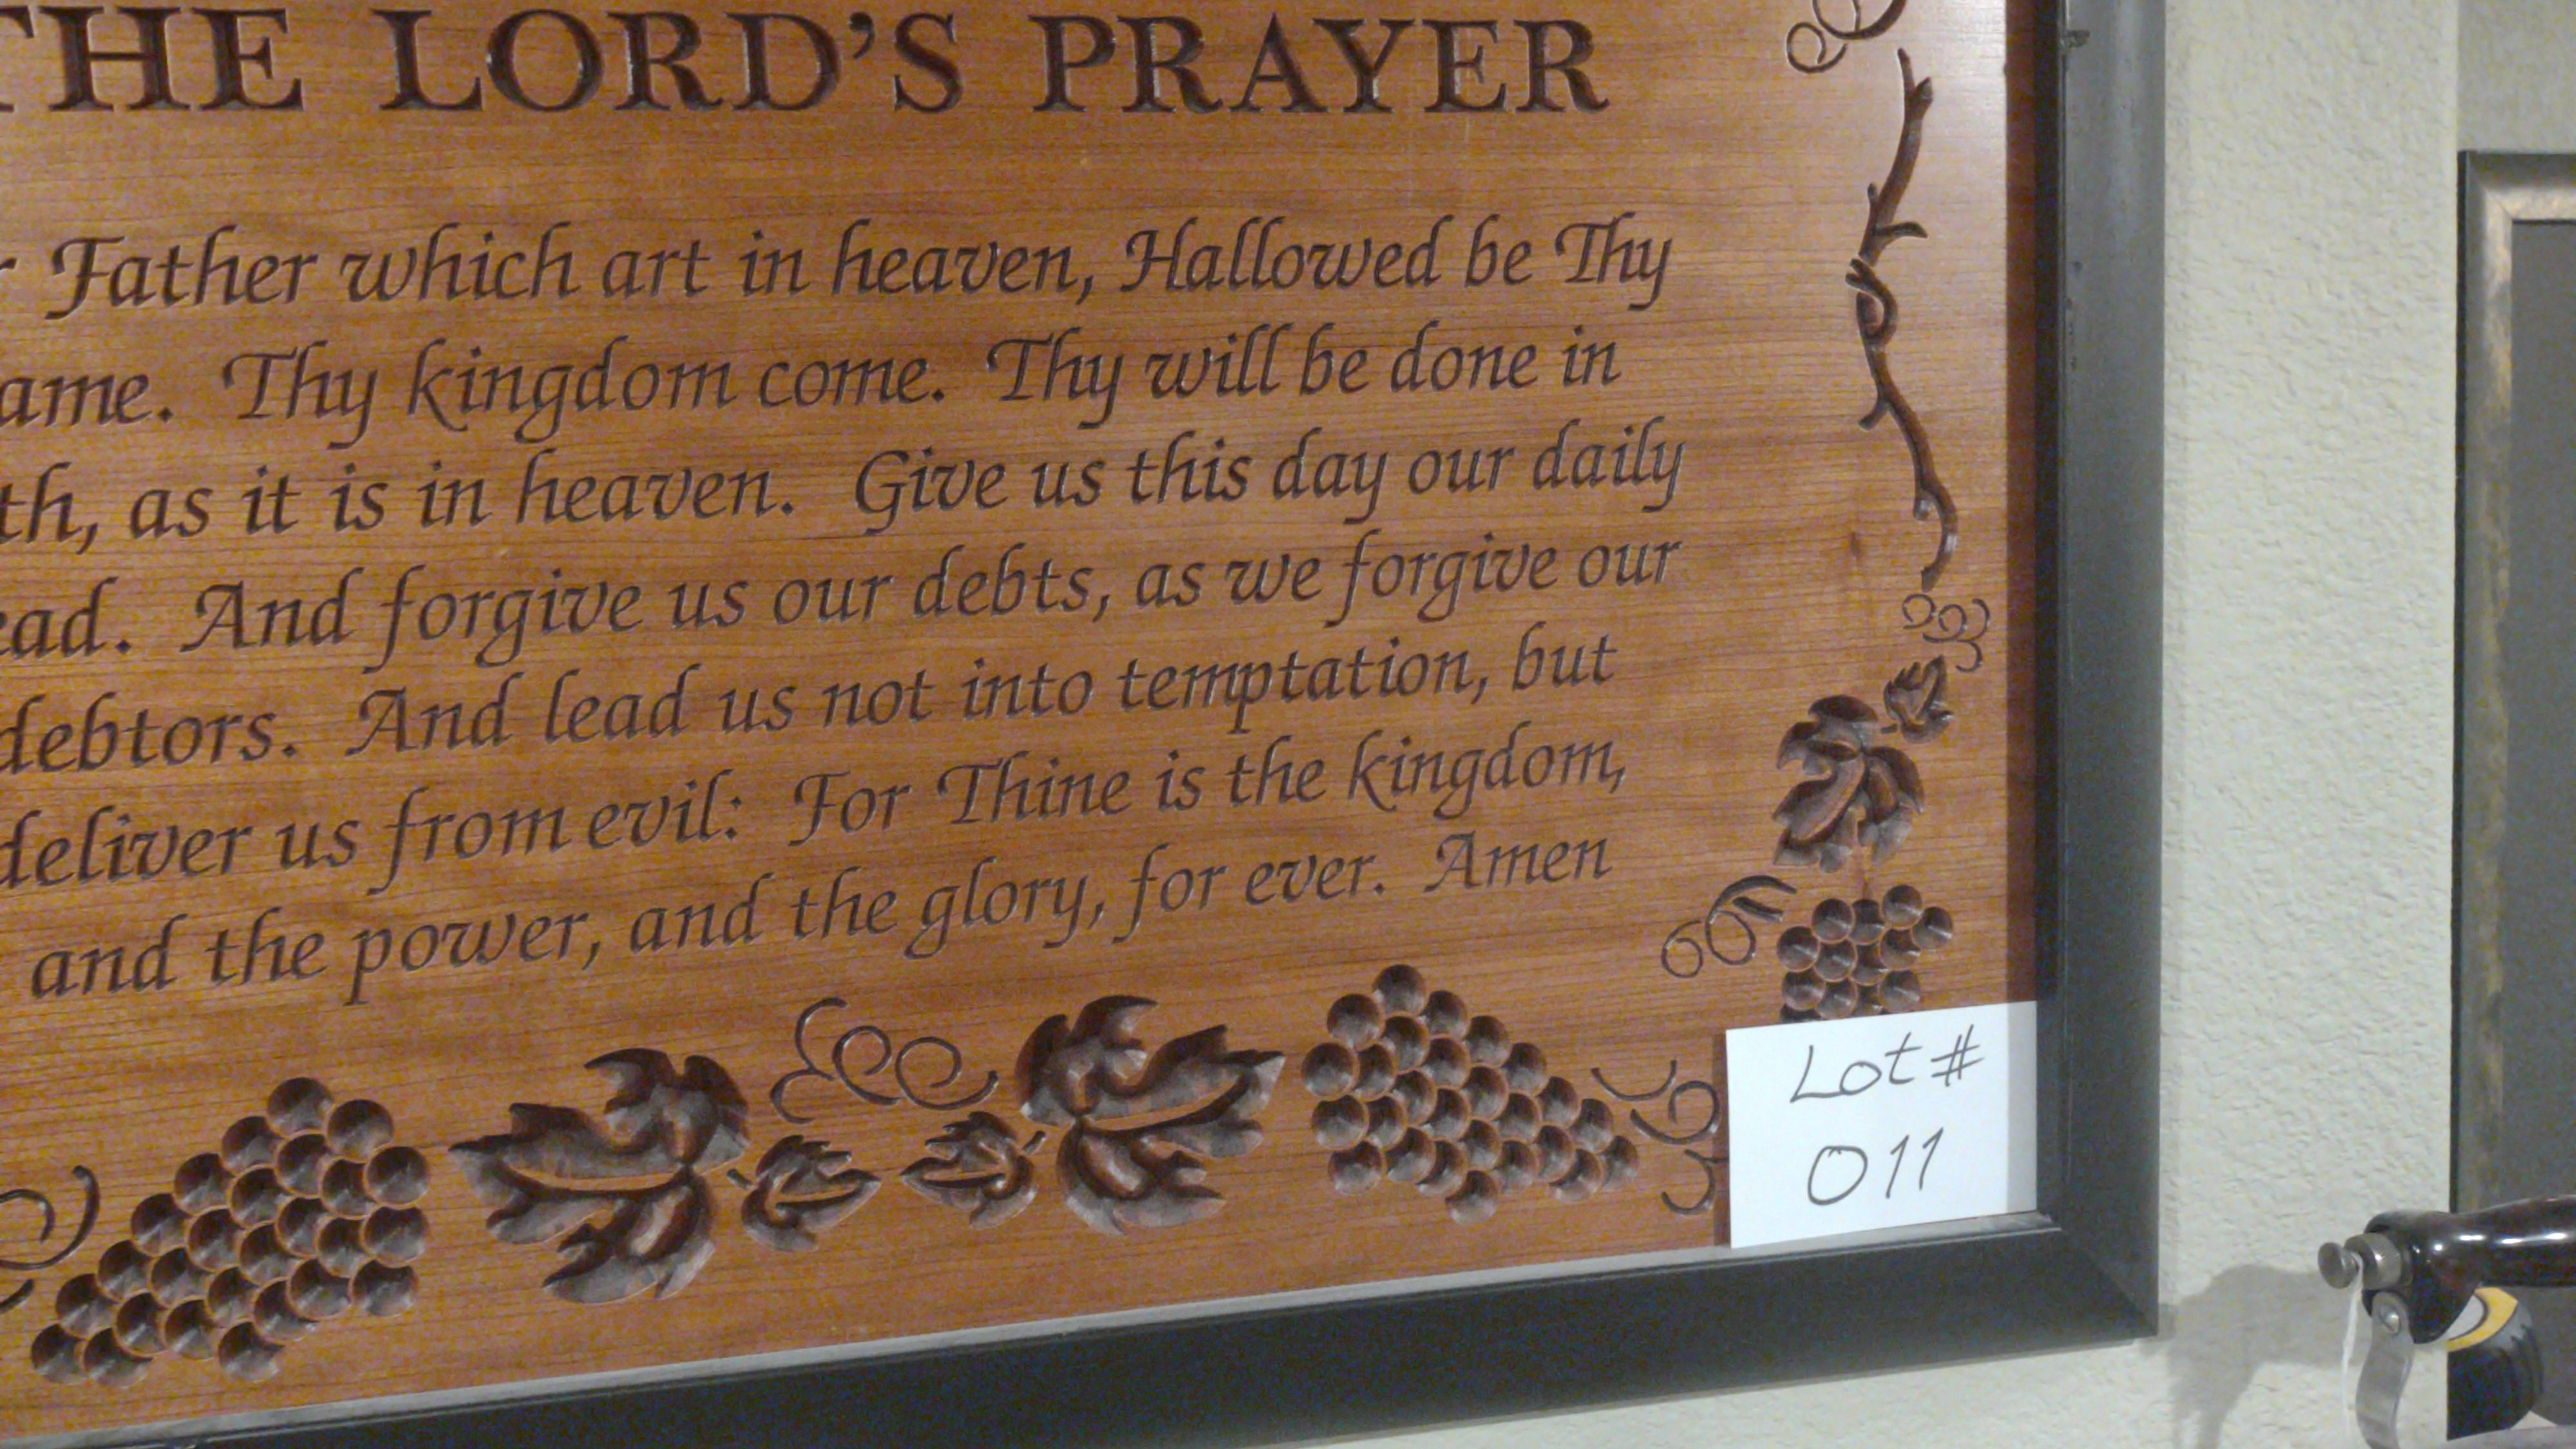 THE LORD'S PRAYER
Father which art in heaven, Hallowed be Thy
ame. Thy kingdom come. Thy will be done in
th, as it is in heaven. Give us this day our daily
ead. And forgive us our debts, as we forgive our
debtors. And lead us not into temptation, but
deliver us from evil: For Thine is the kingdom,
and the power, and the glory, for ever. Amen
Lot #
011